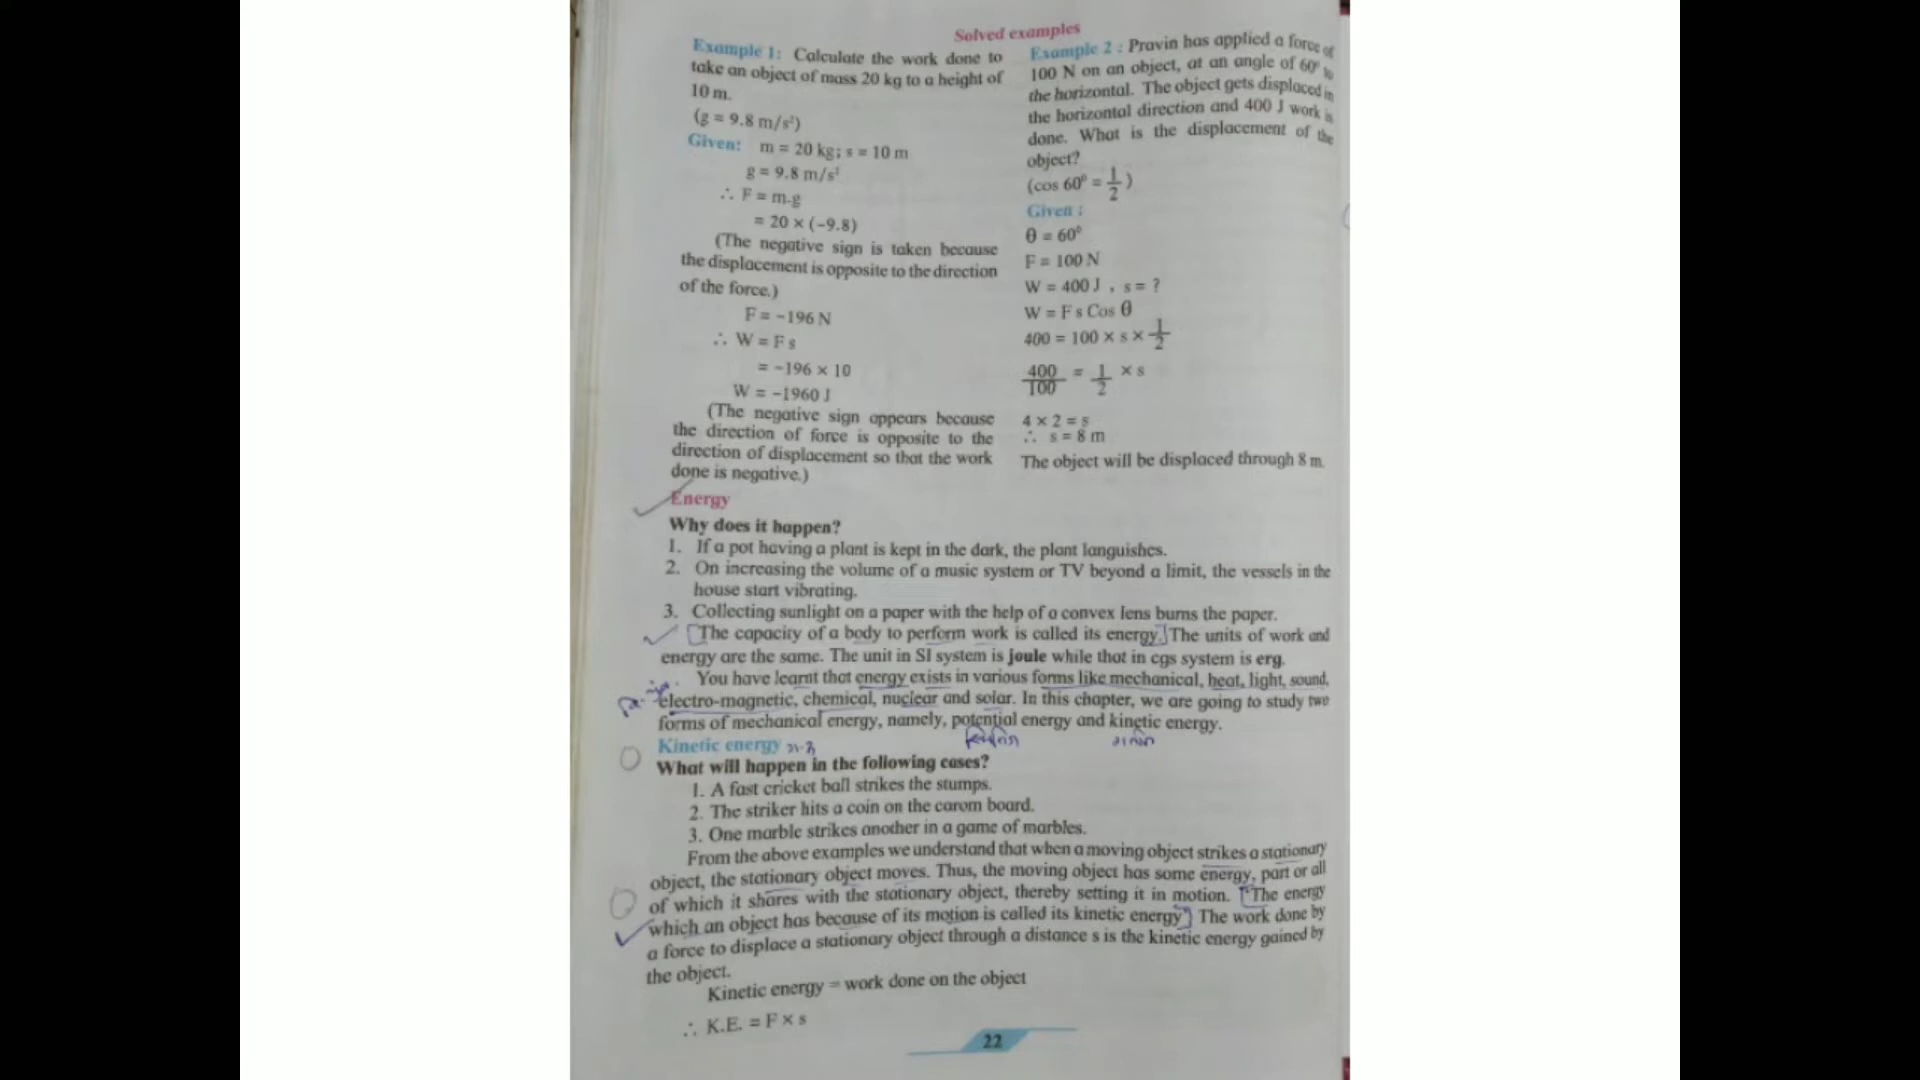 Solved examples
Example 1: Calculate the work done to
take an object of mass 20 kg to a height of
10 m.
(g = 9.8 m/s²)
Given: m = 20 kg; s = 10 m
g = 9.8 m/s²
∴ F = m.g
= 20 × (−9.8)
(The negative sign is taken because
the displacement is opposite to the direction
of the force.)
F = −196 N
∴ W = F s
= −196 × 10
W = −1960 J
(The negative sign appears because
the direction of force is opposite to the
direction of displacement so that the work
done is negative.)
Example 2 : Pravin has applied a force of
100 N on an object, at an angle of 60⁰ to
the horizontal. The object gets displaced in
the horizontal direction and 400 J work is
done. What is the displacement of the
object?
(cos 60⁰ = 1/2)
Given :
θ = 60⁰
F = 100 N
W = 400 J , s = ?
W = F s Cos θ
400 = 100 × s × 1/2
400/100 = 1/2 × s
4 × 2 = s
∴ s = 8 m
The object will be displaced through 8 m.
Energy
Why does it happen?
1. If a pot having a plant is kept in the dark, the plant languishes.
2. On increasing the volume of a music system or TV beyond a limit, the vessels in the
house start vibrating.
3. Collecting sunlight on a paper with the help of a convex lens burns the paper.
[The capacity of a body to perform work is called its energy.] The units of work and
energy are the same. The unit in SI system is joule while that in cgs system is erg.
You have learnt that energy exists in various forms like mechanical, heat, light, sound,
electro-magnetic, chemical, nuclear and solar. In this chapter, we are going to study two
forms of mechanical energy, namely, potential energy and kinetic energy.
Kinetic energy
What will happen in the following cases?
1. A fast cricket ball strikes the stumps.
2. The striker hits a coin on the carom board.
3. One marble strikes another in a game of marbles.
From the above examples we understand that when a moving object strikes a stationary
object, the stationary object moves. Thus, the moving object has some energy, part or all
of which it shares with the stationary object, thereby setting it in motion. [The energy
which an object has because of its motion is called its kinetic energy] The work done by
a force to displace a stationary object through a distance s is the kinetic energy gained by
the object.
Kinetic energy = work done on the object
∴ K.E. = F × s
22